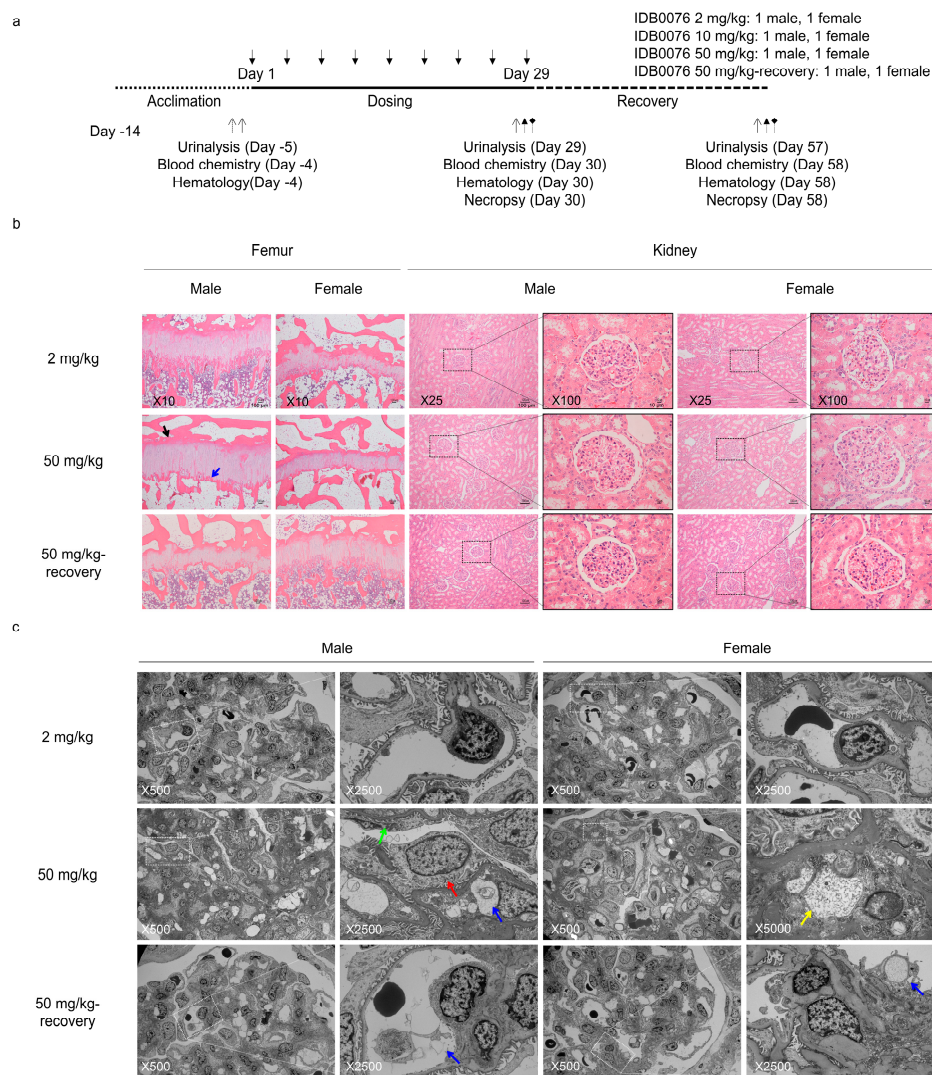 a
IDB0076 2 mg/kg: 1 male, 1 female
IDB0076 10 mg/kg: 1 male, 1 female
IDB0076 50 mg/kg: 1 male, 1 female
IDB0076 50 mg/kg-recovery: 1 male, 1 female
Day 1
Day 29
Acclimation
Dosing
Recovery
Day -14
Urinalysis (Day -5)
Blood chemistry (Day -4)
Hematology(Day -4)
Urinalysis (Day 29)
Blood chemistry (Day 30)
Hematology (Day 30)
Necropsy (Day 30)
Urinalysis (Day 57)
Blood chemistry (Day 58)
Hematology (Day 58)
Necropsy (Day 58)
b
Femur
Kidney
Male
Female
Male
Female
2 mg/kg
X10
100 µm
X10
X25
100 µm
X100
10 µm
X25
X100
50 mg/kg
50 mg/kg-
recovery
c
Male
Female
2 mg/kg
X500
X2500
X500
X2500
50 mg/kg
X500
X2500
X500
X5000
50 mg/kg-
recovery
X500
X2500
X500
X2500